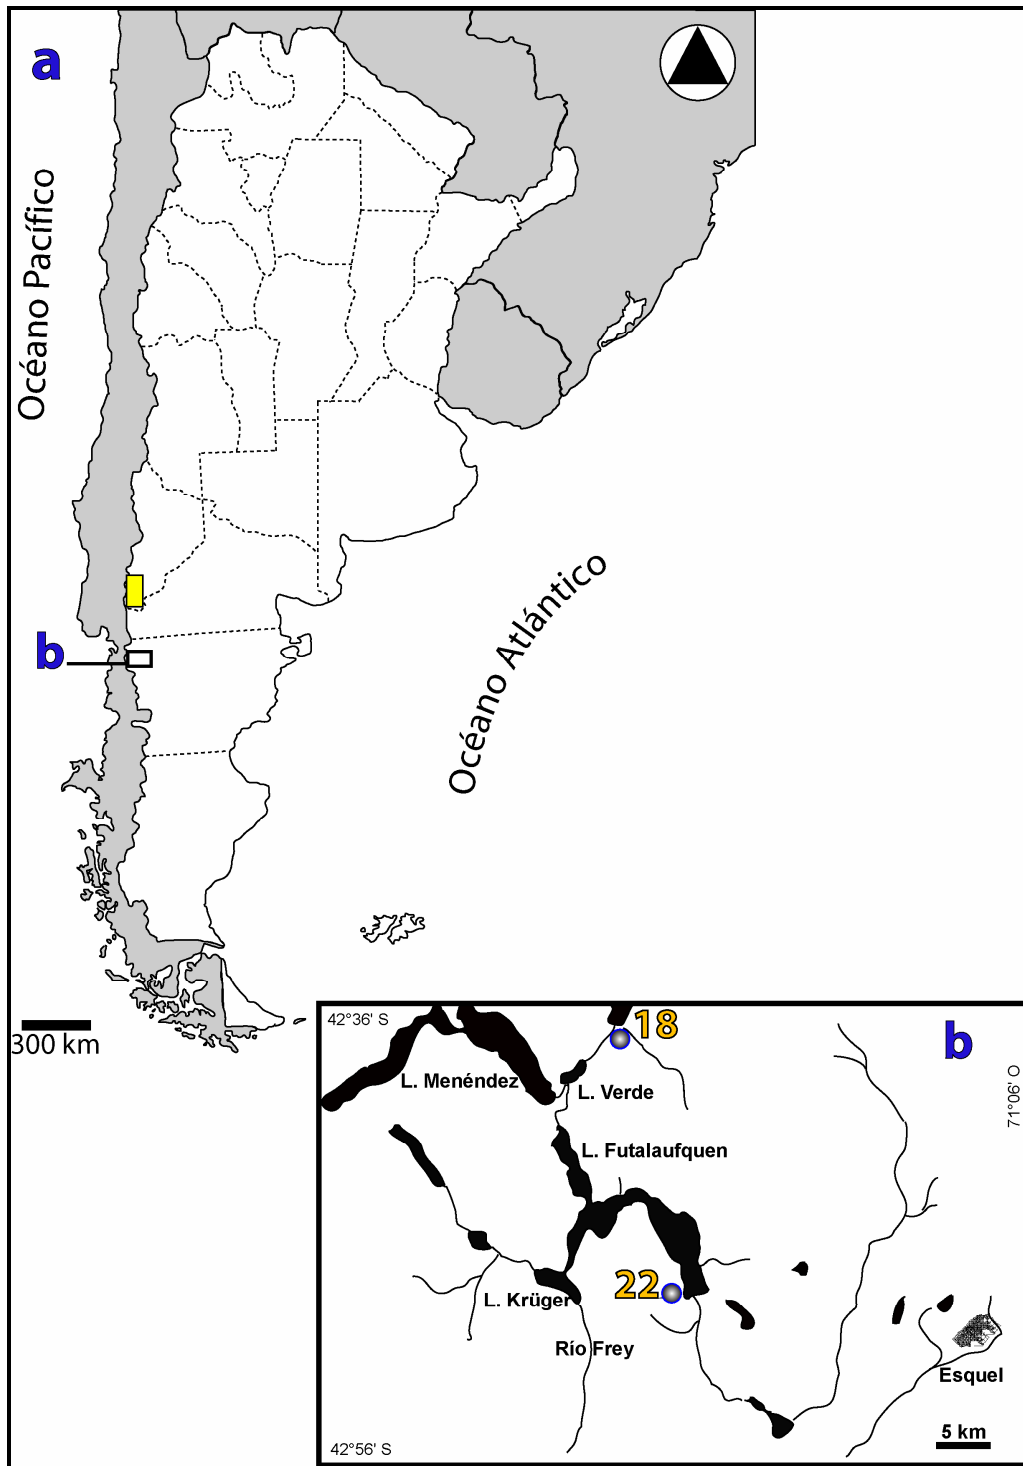 a
Océano Pacífico
Océano Atlántico
b
300 km
42°36' S
18
b
L. Menéndez
L. Verde
71°06' O
L. Futalaufquen
22
L. Krüger
Río Frey
Esquel
5 km
42°56' S